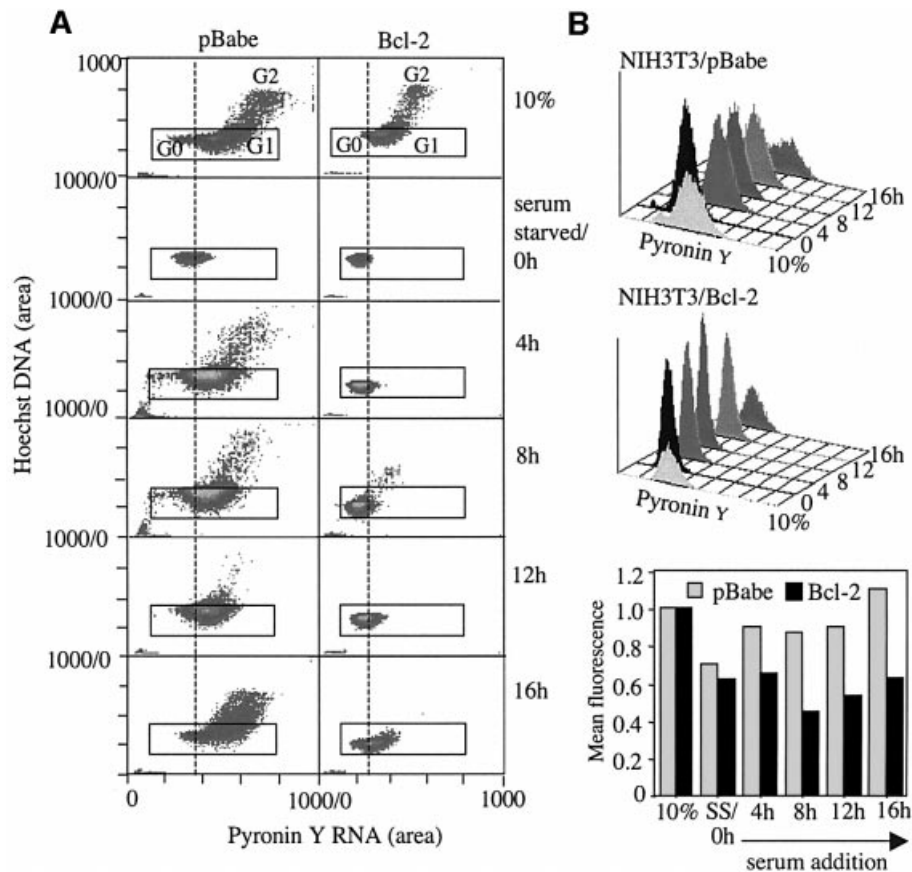 A
pBabe
Bcl-2
1000
G2
G2
10%
G0
G1
G0
G1
1000/0
serum
starved/
0h
1000/0
4h
1000/0
8h
1000/0
12h
1000/0
16h
Hoechst DNA (area)
0
1000/0
1000
Pyronin Y RNA (area)
B
NIH3T3/pBabe
16h
12
8
4
0
10%
Pyronin Y
NIH3T3/Bcl-2
16h
12
8
4
0
10%
Pyronin Y
1.2
1.0
0.8
0.6
0.4
0.2
0
Mean fluorescence
pBabe
Bcl-2
10%
SS/
0h
4h
8h
12h
16h
serum addition